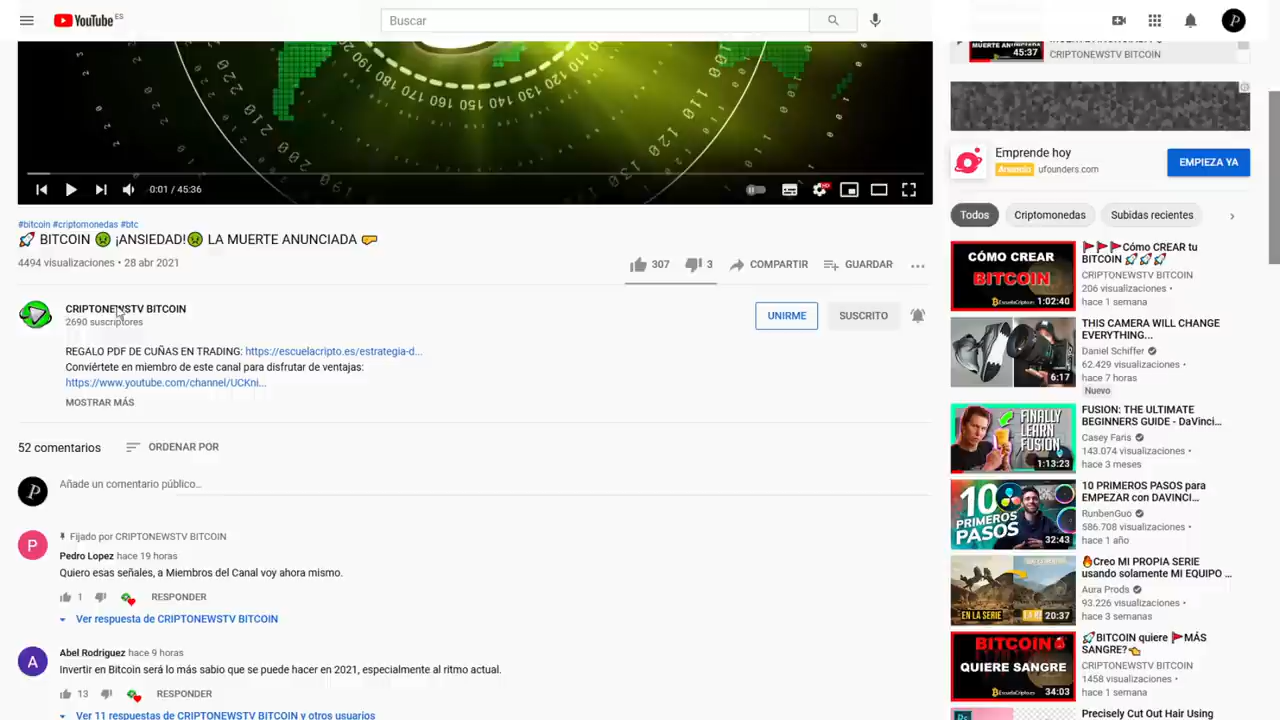 YouTube ES
Buscar
0:01 / 45:36
#bitcoin #criptomonedas #btc
🚀 BITCOIN 🤢 ¡ANSIEDAD!🤢 LA MUERTE ANUNCIADA 🤛
4494 visualizaciones • 28 abr 2021
307
3
COMPARTIR
GUARDAR
CRIPTONEWSTV BITCOIN
2690 suscriptores
UNIRME
SUSCRITO
REGALO PDF DE CUÑAS EN TRADING: https://escuelacripto.es/estrategia-d...
Conviértete en miembro de este canal para disfrutar de ventajas:
https://www.youtube.com/channel/UCKni...
MOSTRAR MÁS
52 comentarios
ORDENAR POR
Añade un comentario público...
Fijado por CRIPTONEWSTV BITCOIN
P
Pedro Lopez hace 19 horas
Quiero esas señales, a Miembros del Canal voy ahora mismo.
1
RESPONDER
Ver respuesta de CRIPTONEWSTV BITCOIN
A
Abel Rodriguez hace 9 horas
Invertir en Bitcoin será lo más sabio que se puede hacer en 2021, especialmente al ritmo actual.
13
RESPONDER
Ver 11 respuestas de CRIPTONEWSTV BITCOIN y otros usuarios
45:37
CRIPTONEWSTV BITCOIN
Emprende hoy
Anuncio ufounders.com
EMPIEZA YA
Todos
Criptomonedas
Subidas recientes
CÓMO CREAR
BITCOIN
EscuelaCripto.es
1:02:40
🚩🚩🚩Cómo CREAR tu
BITCOIN 🚀🚀🚀
CRIPTONEWSTV BITCOIN
206 visualizaciones •
hace 1 semana
6:17
THIS CAMERA WILL CHANGE
EVERYTHING...
Daniel Schiffer
62.429 visualizaciones •
hace 7 horas
Nuevo
FINALLY
LEARN
FUSION
1:13:23
FUSION: THE ULTIMATE
BEGINNERS GUIDE - DaVinci...
Casey Faris
143.074 visualizaciones •
hace 3 meses
10
PRIMEROS
PASOS
32:43
10 PRIMEROS PASOS para
EMPEZAR con DAVINCI...
RunbenGuo
586.708 visualizaciones •
hace 1 año
EN LA SERIE
20:37
🔥Creo MI PROPIA SERIE
usando solamente MI EQUIPO ...
Aura Prods
93.226 visualizaciones •
hace 3 semanas
BITCOIN
QUIERE SANGRE
EscuelaCripto.es
34:03
🚀BITCOIN quiere 🚩MÁS
SANGRE?👈
CRIPTONEWSTV BITCOIN
1458 visualizaciones •
hace 1 semana
Ps
Precisely Cut Out Hair Using